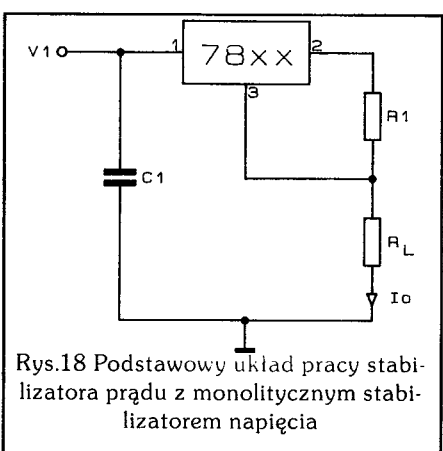 V1
1
78xx
2
3
R1
C1
R
L
Io
Rys.18 Podstawowy układ pracy stabi-
lizatora prądu z monolitycznym stabi-
lizatorem napięcia